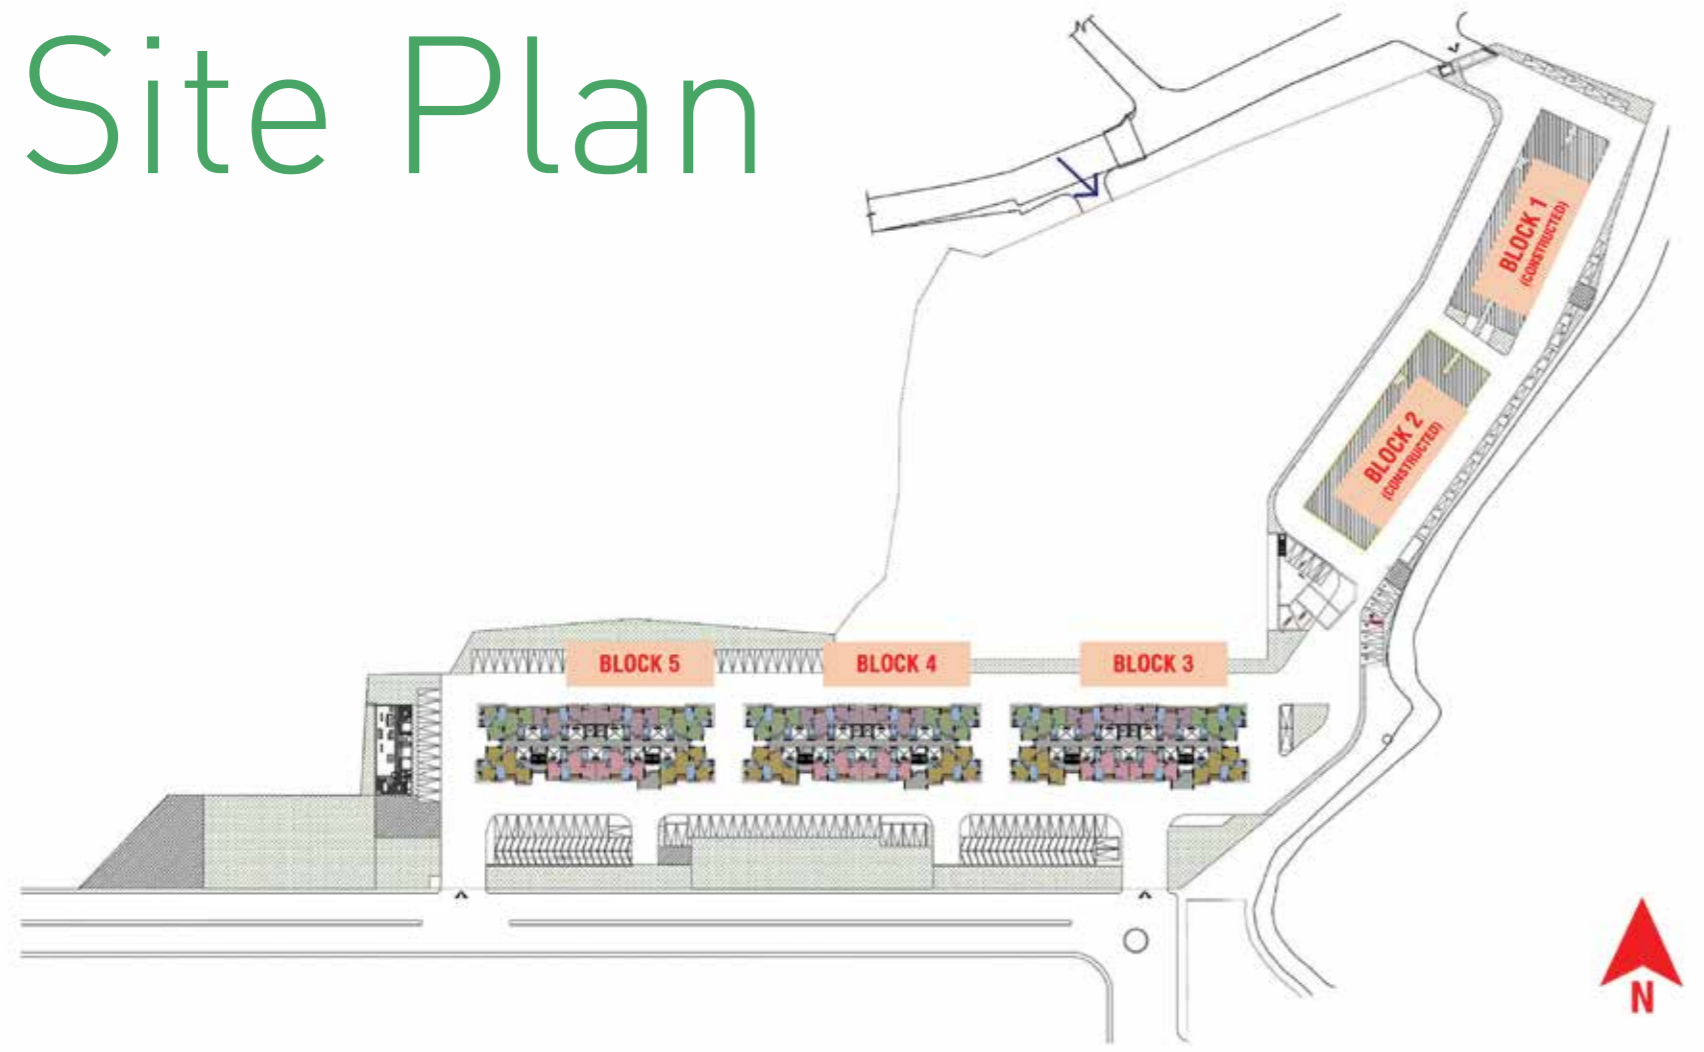 Site Plan
BLOCK 1
(CONSTRUCTED)
BLOCK 2
(CONSTRUCTED)
BLOCK 5
BLOCK 4
BLOCK 3
N